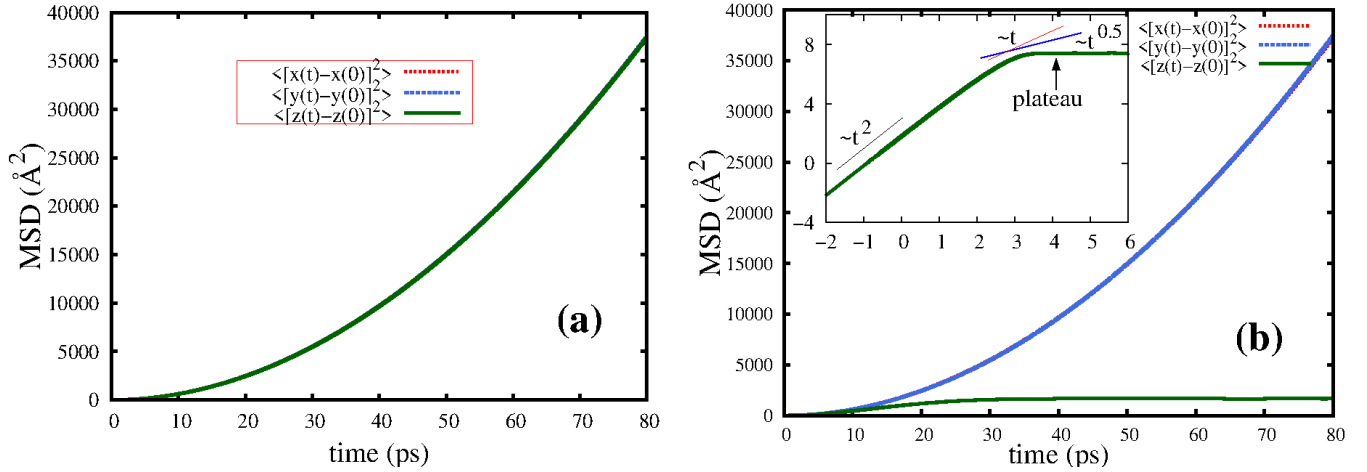 40000
35000
30000
25000
20000
15000
10000
5000
0
MSD (Å²)
<[x(t)−x(0)]²>
<[y(t)−y(0)]²>
<[z(t)−z(0)]²>
(a)
0 10 20 30 40 50 60 70 80
time (ps)
40000
35000
30000
25000
20000
15000
10000
5000
0
MSD (Å²)
<[x(t)−x(0)]²>
<[y(t)−y(0)]²>
<[z(t)−z(0)]²>
8
4
0
−4
~t
~t^0.5
plateau
~t²
−2 −1 0 1 2 3 4 5 6
(b)
0 10 20 30 40 50 60 70 80
time (ps)